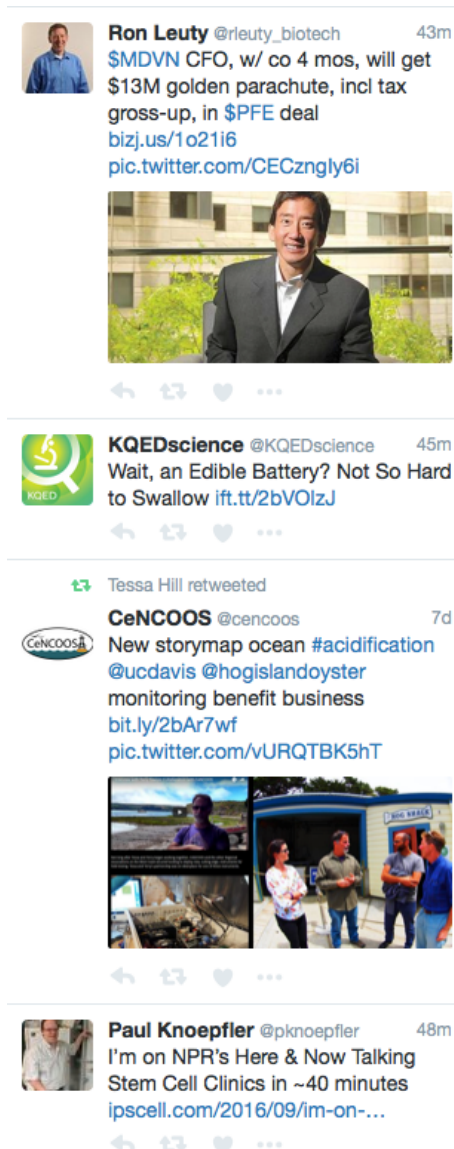 Ron Leuty @rleuty_biotech 43m
$MDVN CFO, w/ co 4 mos, will get
$13M golden parachute, incl tax
gross-up, in $PFE deal
bizj.us/1o21i6
pic.twitter.com/CECzngIy6i
KQED
KQEDscience @KQEDscience 45m
Wait, an Edible Battery? Not So Hard
to Swallow ift.tt/2bVOlzJ
Tessa Hill retweeted
CeNCOOS
CeNCOOS @cencoos 7d
New storymap ocean #acidification
@ucdavis @hogislandoyster
monitoring benefit business
bit.ly/2bAr7wf
pic.twitter.com/vURQTBK5hT
HOG SHACK
Paul Knoepfler @pknoepfler 48m
I'm on NPR's Here & Now Talking
Stem Cell Clinics in ~40 minutes
ipscell.com/2016/09/im-on-...